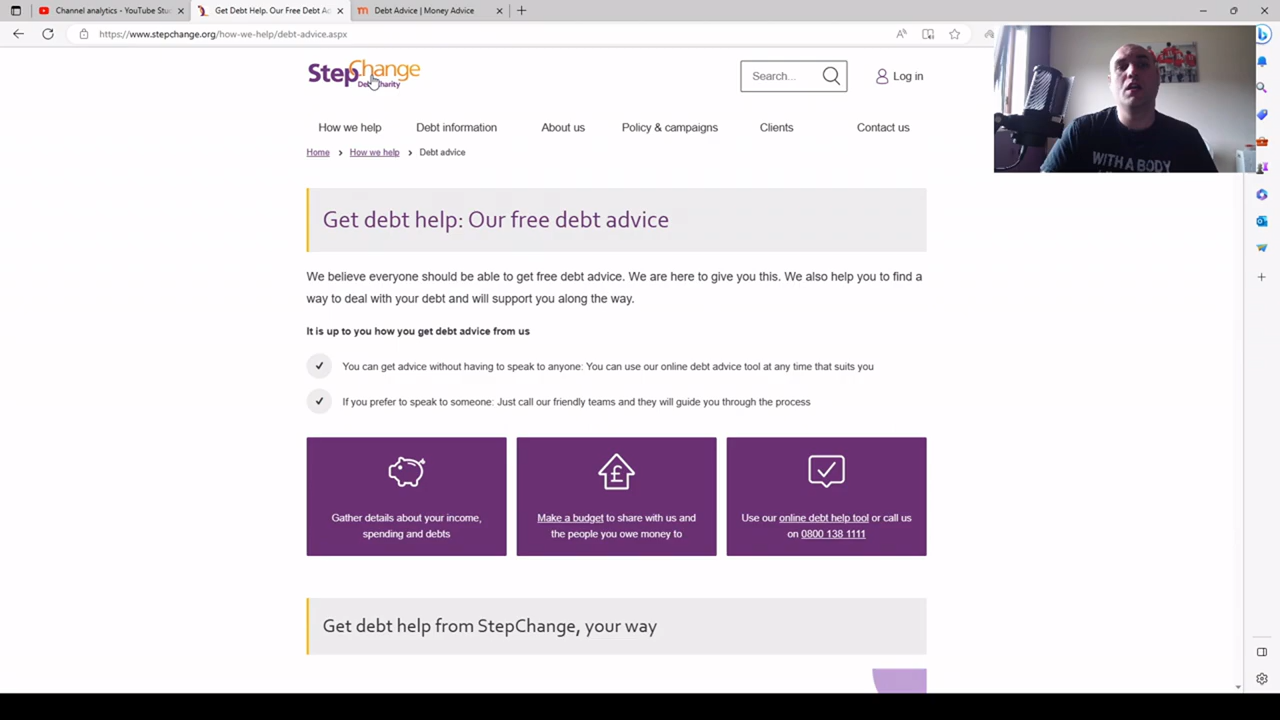 Channel analytics - YouTube Stu
Get Debt Help. Our Free Debt Ad
Debt Advice | Money Advice
https://www.stepchange.org/how-we-help/debt-advice.aspx
StepChange
Debt Charity
Search...
Log in
How we help
Debt information
About us
Policy & campaigns
Clients
Contact us
Home > How we help > Debt advice
Get debt help: Our free debt advice
We believe everyone should be able to get free debt advice. We are here to give you this. We also help you to find a
way to deal with your debt and will support you along the way.
It is up to you how you get debt advice from us
You can get advice without having to speak to anyone: You can use our online debt advice tool at any time that suits you
If you prefer to speak to someone: Just call our friendly teams and they will guide you through the process
Gather details about your income,
spending and debts
Make a budget to share with us and
the people you owe money to
Use our online debt help tool or call us
on 0800 138 1111
Get debt help from StepChange, your way
WITH A BODY